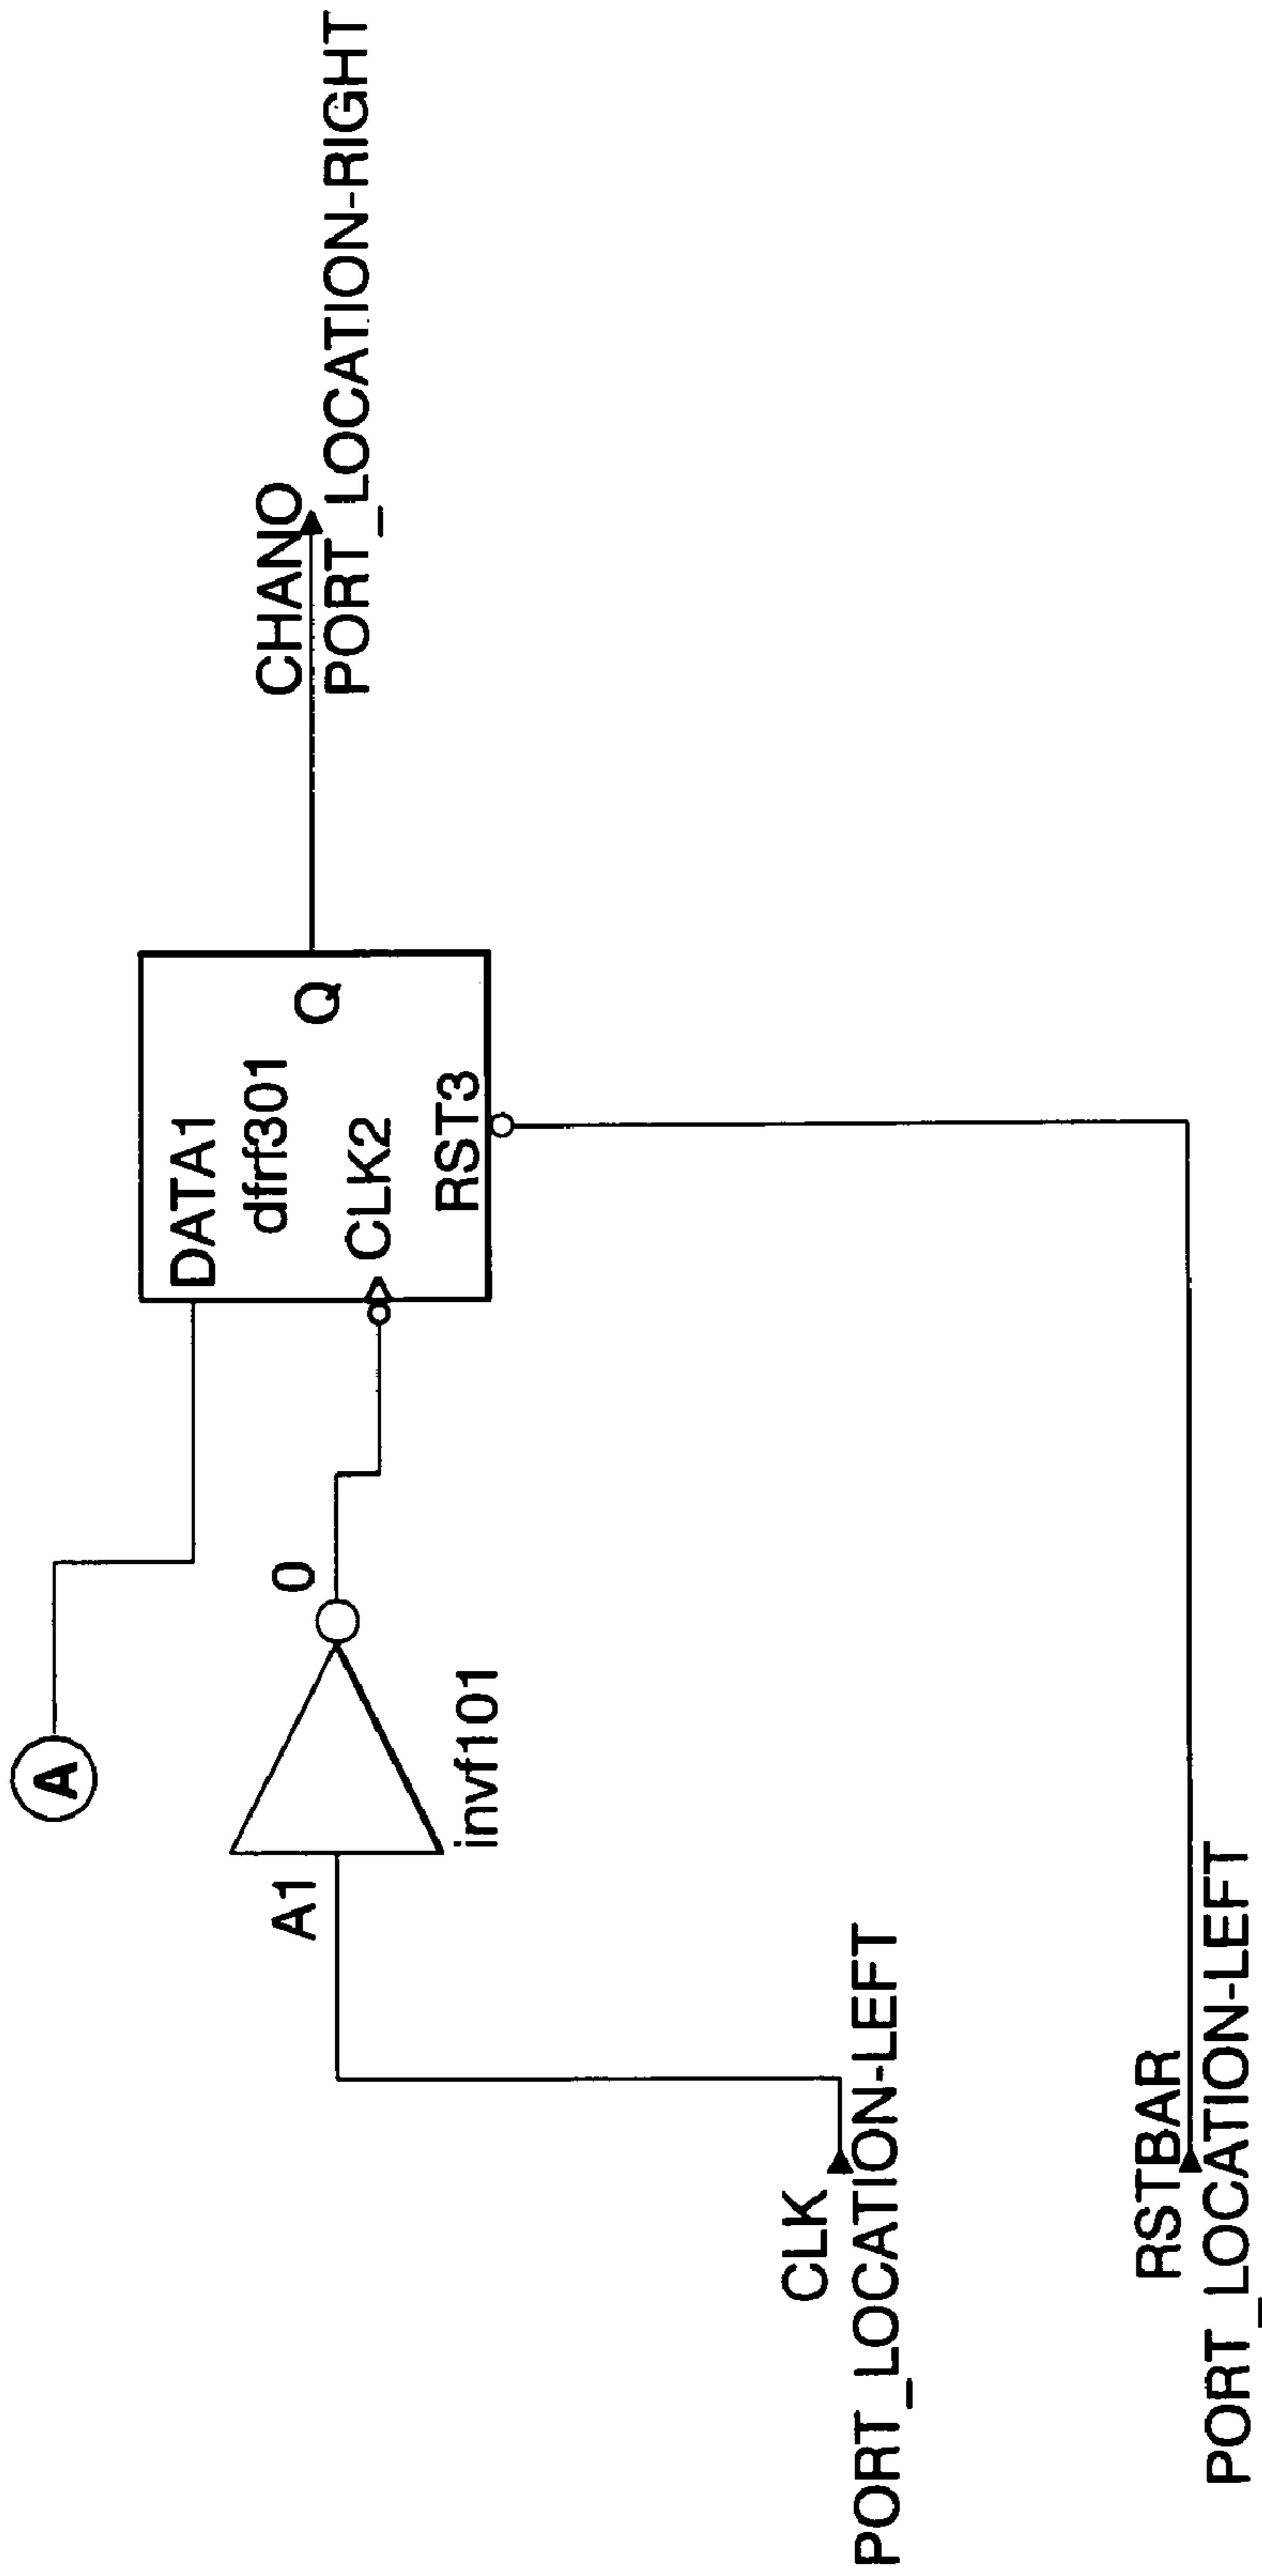 A
DATA1
dfrf301
CHANO
PORT_LOCATION-RIGHT
A1
0
Q
CLK2
invf101
RST3
CLK
PORT_LOCATION-LEFT
RSTBAR
PORT_LOCATION-LEFT